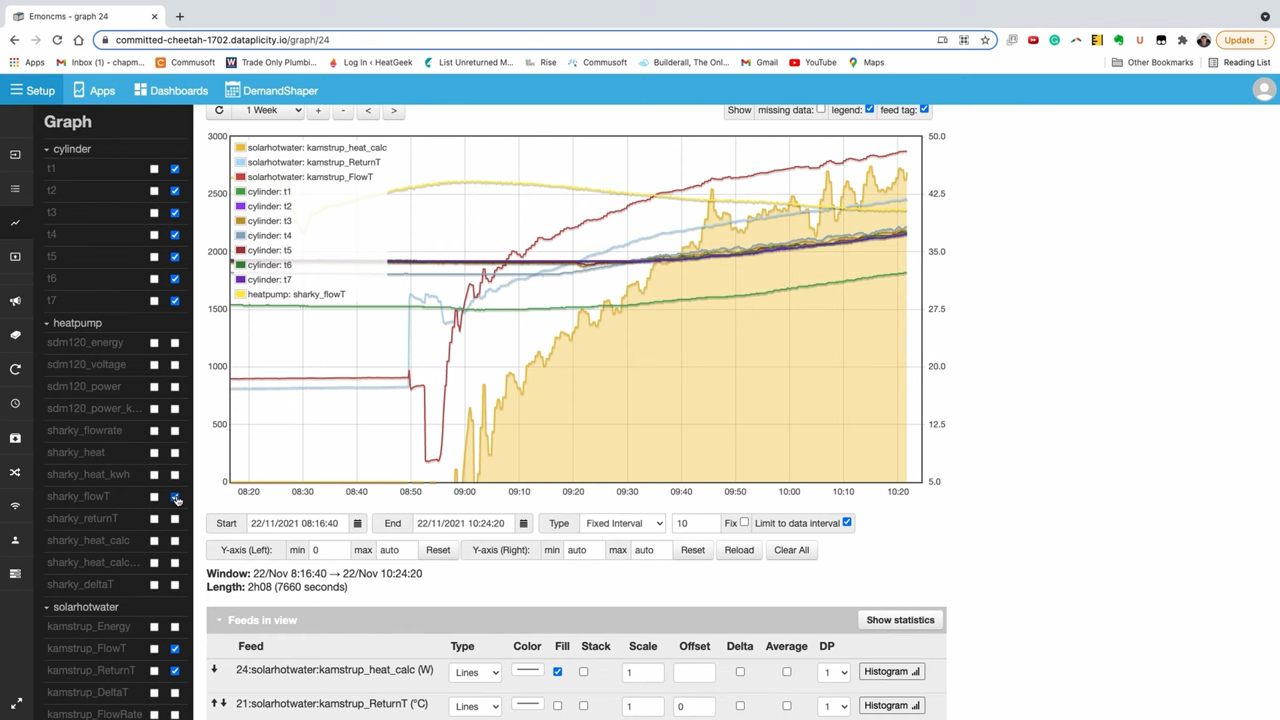 Emoncms - graph 24
committed-cheetah-1702.dataplicity.io/graph/24
Update
Apps
Inbox (1) - chapm...
Commusoft
Trade Only Plumbi...
Log In ‹ HeatGeek
List Unreturned M...
Rise
Commusoft
Builderall, The Onl...
Gmail
YouTube
Maps
Other Bookmarks
Reading List
Setup
Apps
Dashboards
DemandShaper
Graph
cylinder
t1
t2
t3
t4
t5
t6
t7
heatpump
sdm120_energy
sdm120_voltage
sdm120_power
sdm120_power_k...
sharky_flowrate
sharky_heat
sharky_heat_kwh
sharky_flowT
sharky_returnT
sharky_heat_calc
sharky_heat_calc...
sharky_deltaT
solarhotwater
kamstrup_Energy
kamstrup_FlowT
kamstrup_ReturnT
kamstrup_DeltaT
kamstrup_FlowRate
1 Week + - < >
Show missing data: legend: feed tag:
3000
2500
2000
1500
1000
500
0
solarhotwater: kamstrup_heat_calc
solarhotwater: kamstrup_ReturnT
solarhotwater: kamstrup_FlowT
cylinder: t1
cylinder: t2
cylinder: t3
cylinder: t4
cylinder: t5
cylinder: t6
cylinder: t7
heatpump: sharky_flowT
50.0
42.5
35.0
27.5
20.0
12.5
5.0
08:20 08:30 08:40 08:50 09:00 09:10 09:20 09:30 09:40 09:50 10:00 10:10 10:20
Start 22/11/2021 08:16:40 End 22/11/2021 10:24:20 Type Fixed Interval 10 Fix Limit to data interval
Y-axis (Left): min 0 max auto Reset Y-axis (Right): min auto max auto Reset Reload Clear All
Window: 22/Nov 8:16:40 → 22/Nov 10:24:20
Length: 2h08 (7660 seconds)
Feeds in view Show statistics
Feed Type Color Fill Stack Scale Offset Delta Average DP
24:solarhotwater:kamstrup_heat_calc (W) Lines 1 1 Histogram
21:solarhotwater:kamstrup_ReturnT (°C) Lines 1 0 1 Histogram